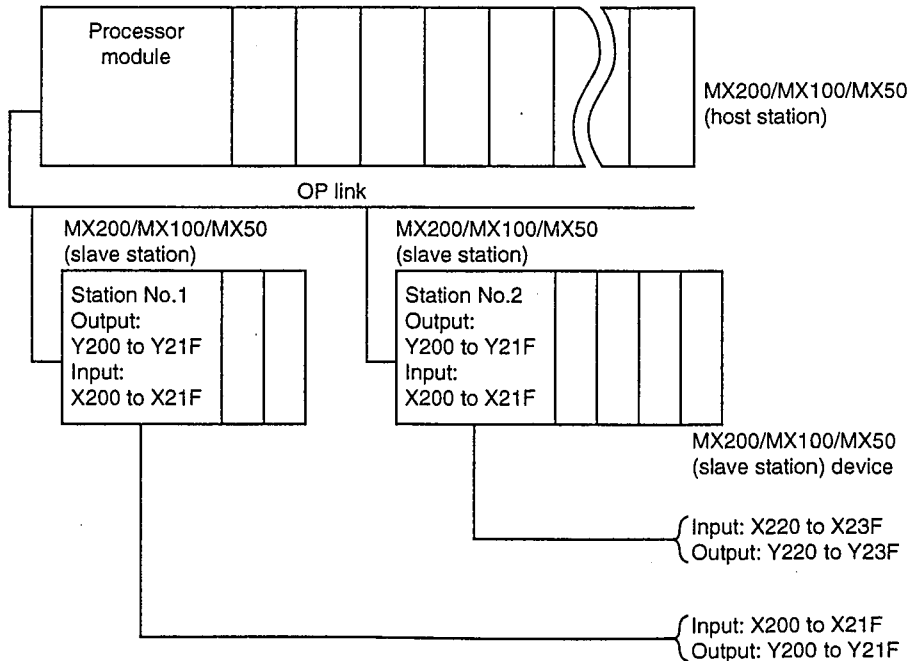 Processor
module
MX200/MX100/MX50
(host station)
OP link
MX200/MX100/MX50
(slave station)
Station No.1
Output:
Y200 to Y21F
Input:
X200 to X21F
MX200/MX100/MX50
(slave station)
Station No.2
Output:
Y200 to Y21F
Input:
X200 to X21F
MX200/MX100/MX50
(slave station) device
Input: X220 to X23F
Output: Y220 to Y23F
Input: X200 to X21F
Output: Y200 to Y21F